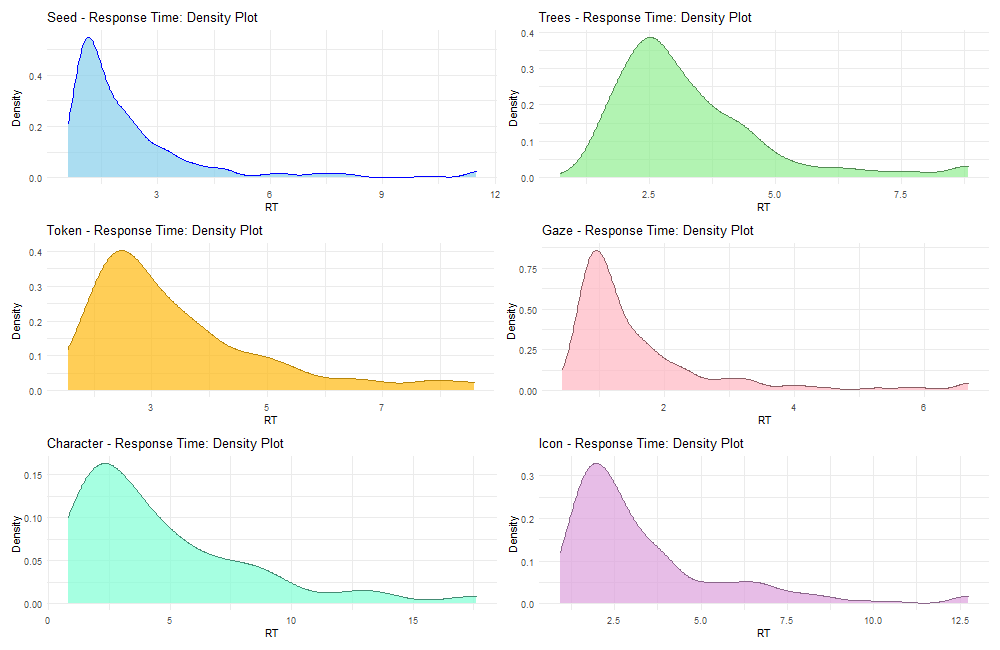 Seed - Response Time: Density Plot
Density
0.4
0.2
0.0
3 6 9 12
RT
Trees - Response Time: Density Plot
Density
0.4
0.3
0.2
0.1
0.0
2.5 5.0 7.5
RT
Token - Response Time: Density Plot
Density
0.4
0.3
0.2
0.1
0.0
3 5 7
RT
Gaze - Response Time: Density Plot
Density
0.75
0.50
0.25
0.00
2 4 6
RT
Character - Response Time: Density Plot
Density
0.15
0.10
0.05
0.00
0 5 10 15
RT
Icon - Response Time: Density Plot
Density
0.3
0.2
0.1
0.0
2.5 5.0 7.5 10.0 12.5
RT